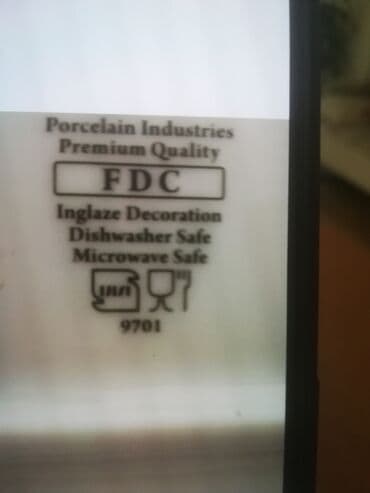 Porcelain Industries
Premium Quality
FDC
Inglaze Decoration
Dishwasher Safe
Microwave Safe
9701